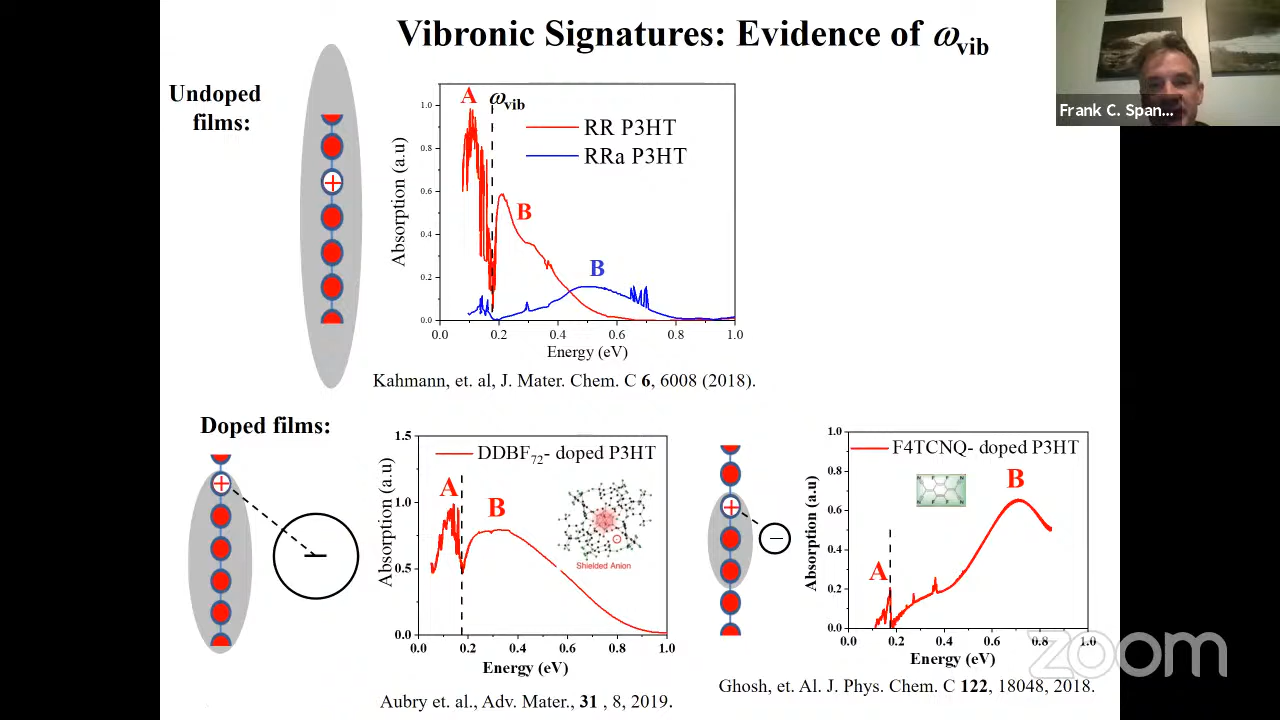 Vibronic Signatures: Evidence of ωvib
Frank C. Span...
Undoped
films:
A
ωvib
RR P3HT
RRa P3HT
B
B
Absorption (a.u)
1.0
0.8
0.6
0.4
0.2
0.0
0.0 0.2 0.4 0.6 0.8 1.0
Energy (eV)
Kahmann, et. al, J. Mater. Chem. C 6, 6008 (2018).
Doped films:
DDBF72- doped P3HT
A
B
Shielded Anion
Absorption (a.u)
1.5
1.0
0.5
0.0
0.0 0.2 0.4 0.6 0.8 1.0
Energy (eV)
Aubry et. al., Adv. Mater., 31 , 8, 2019.
F4TCNQ- doped P3HT
N F F N
N F F N
B
A
Absorption (a.u)
1.0
0.8
0.6
0.4
0.2
0.0
0.0 0.2 0.4 0.6 0.8 1.0
Energy (eV)
Ghosh, et. Al. J. Phys. Chem. C 122, 18048, 2018.
zoom